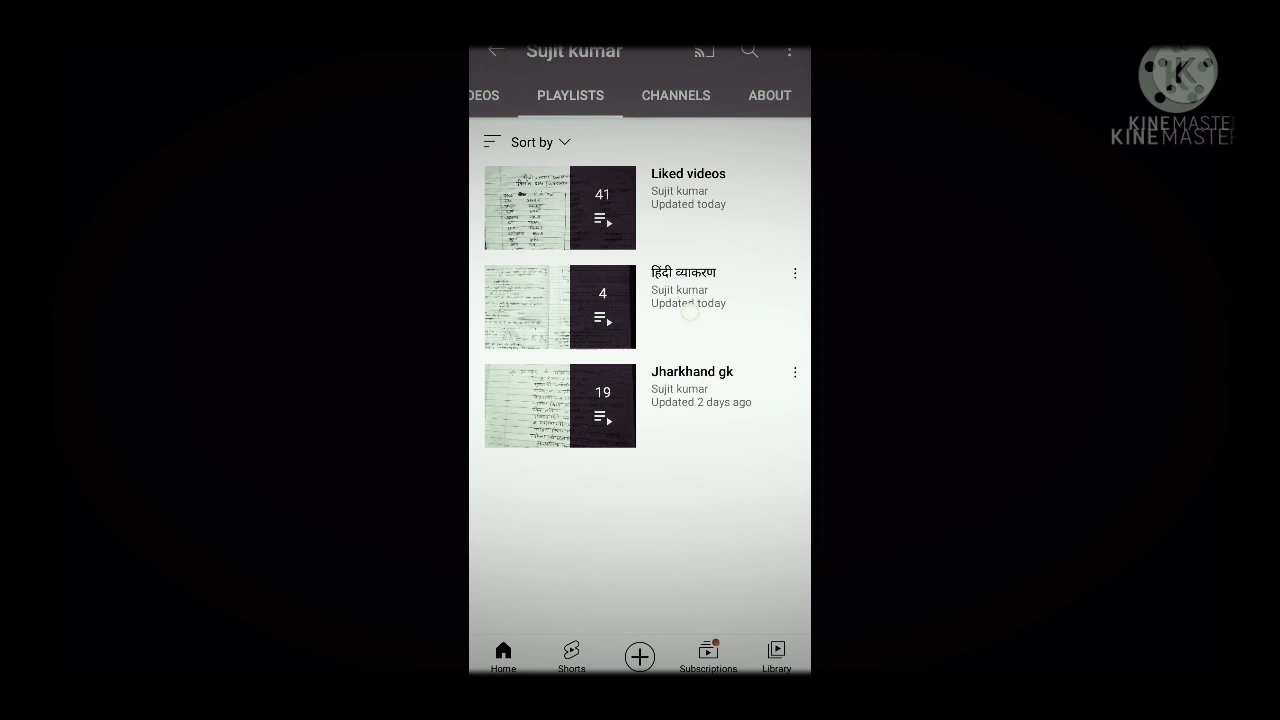 Sujit kumar
DEOS PLAYLISTS CHANNELS ABOUT
Sort by
41
Liked videos
Sujit kumar
Updated today
4
हिंदी व्याकरण
Sujit kumar
Updated today
19
Jharkhand gk
Sujit kumar
Updated 2 days ago
Home Shorts Subscriptions Library
K
KINEMASTER
KINEMASTER